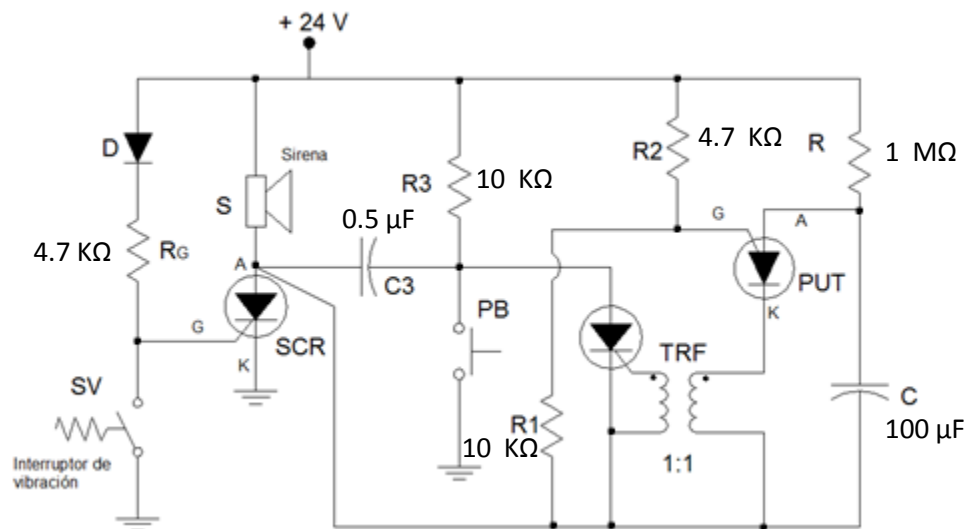 + 24 V
D
Sirena
S
4.7 KΩ
RG
R3
10 KΩ
0.5 µF
C3
R2
4.7 KΩ
R
1 MΩ
G
A
PUT
K
A
G
SCR
K
PB
TRF
1:1
R1
10 KΩ
C
100 µF
SV
Interruptor de
vibración